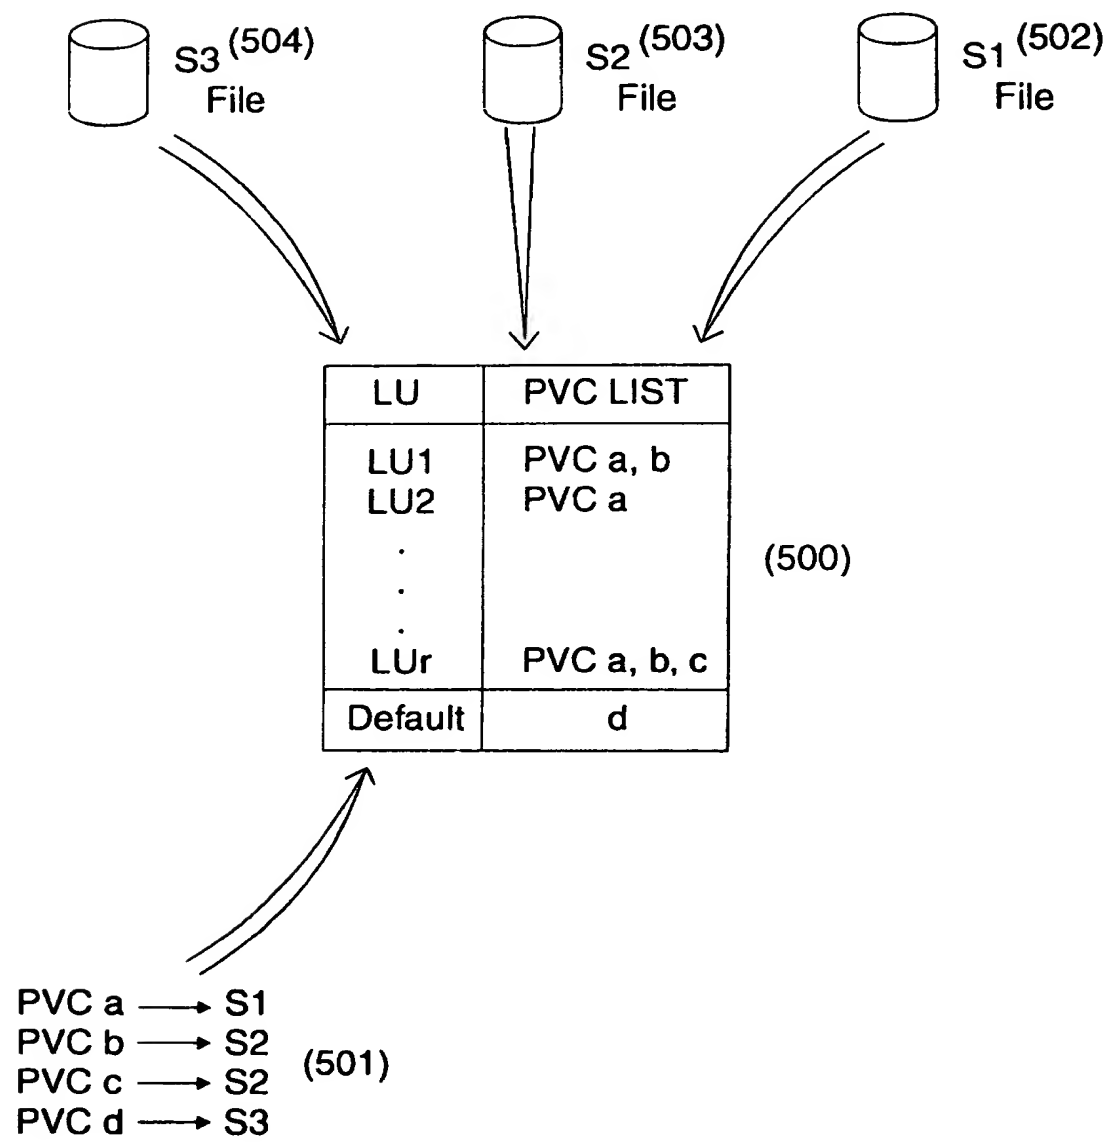 S3 (504)
File
S2 (503)
File
S1 (502)
File
LU PVC LIST
LU1 PVC a, b
LU2 PVC a
.
.
.
LUr PVC a, b, c
Default d
(500)
PVC a → S1
PVC b → S2
PVC c → S2
PVC d → S3
(501)